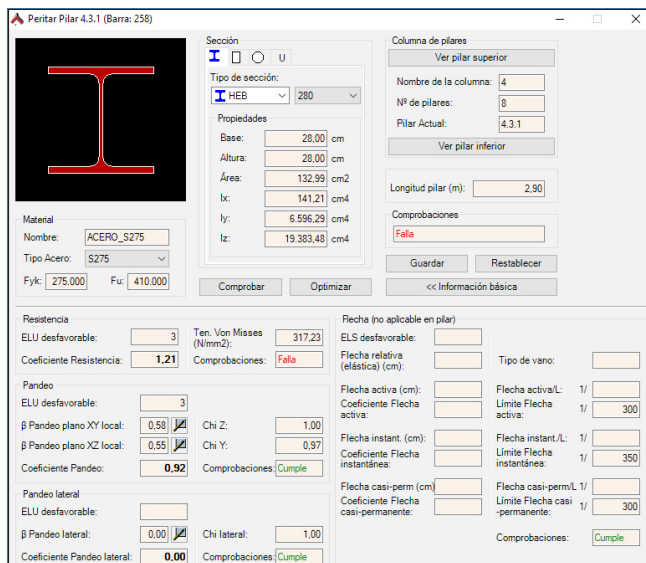 Peritar Pilar 4.3.1 (Barra: 258)
Sección
U
Tipo de sección:
HEB 280
Propiedades
Base: 28,00 cm
Altura: 28,00 cm
Área: 132,99 cm2
Ix: 141,21 cm4
Iy: 6.596,29 cm4
Iz: 19.383,48 cm4
Columna de pilares
Ver pilar superior
Nombre de la columna: 4
Nº de pilares: 8
Pilar Actual: 4.3.1
Ver pilar inferior
Longitud pilar (m): 2,90
Material
Nombre: ACERO_S275
Tipo Acero: S275
Fyk: 275.000 Fu: 410.000
Comprobaciones
Falla
Guardar Restablecer
Comprobar Optimizar << Información básica
Resistencia
ELU desfavorable: 3 Ten. Von Misses (N/mm2): 317,23
Coeficiente Resistencia: 1,21 Comprobaciones: Falla
Pandeo
ELU desfavorable: 3
β Pandeo plano XY local: 0,58 Chi Z: 1,00
β Pandeo plano XZ local: 0,55 Chi Y: 0,97
Coeficiente Pandeo: 0,92 Comprobaciones: Cumple
Pandeo lateral
ELU desfavorable:
β Pandeo lateral: 0,00 Chi lateral: 1,00
Coeficiente Pandeo lateral: 0,00 Comprobaciones: Cumple
Flecha (no aplicable en pilar)
ELS desfavorable:
Flecha relativa (elástica) (cm): Tipo de vano:
Flecha activa (cm): Flecha activa/L: 1/
Coeficiente Flecha activa: Límite Flecha activa: 1/ 300
Flecha instant. (cm): Flecha instant./L: 1/
Coeficiente Flecha instantánea: Límite Flecha instantánea: 1/ 350
Flecha casi-perm (cm) Flecha casi-perm/L 1/
Coeficiente Flecha casi-permanente: Límite Flecha casi -permanente: 1/ 300
Comprobaciones: Cumple